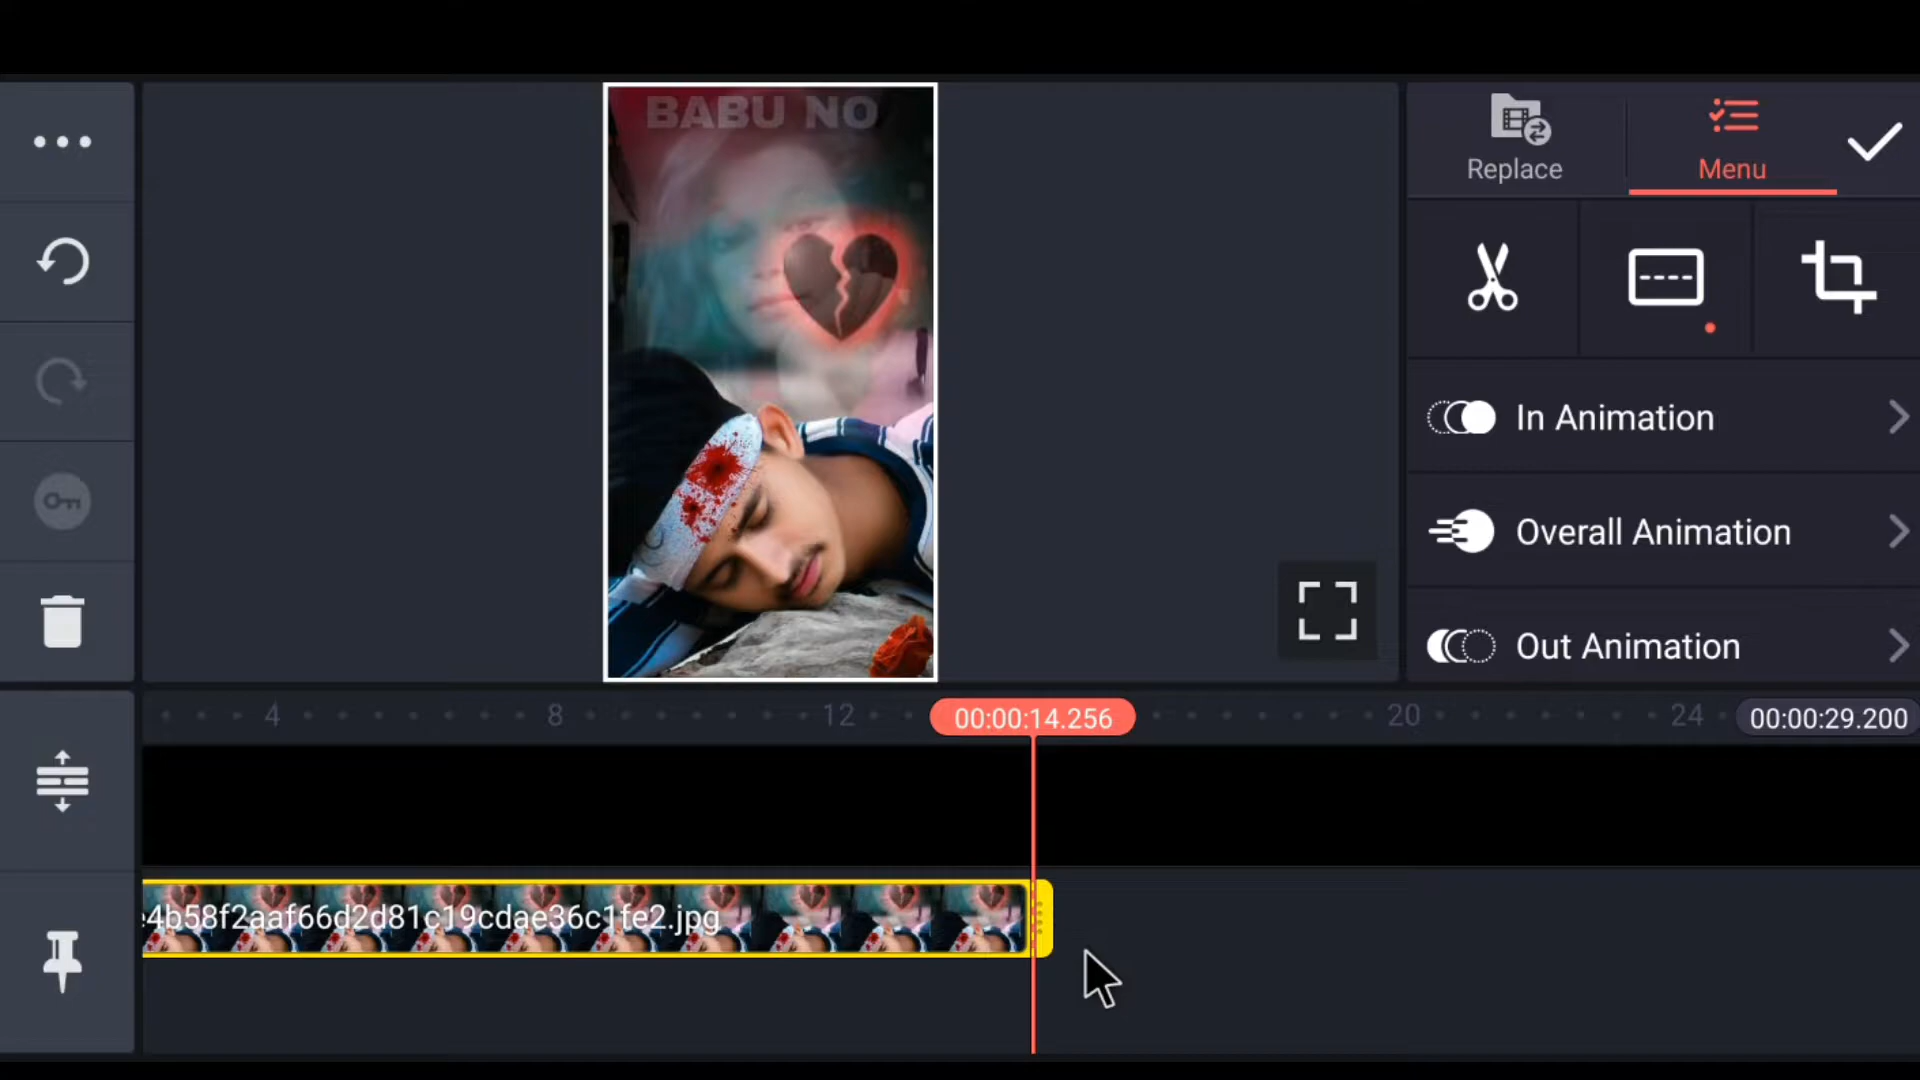 BABU NO
Replace
Menu
In Animation
Overall Animation
Out Animation
4
8
12
00:00:14.256
20
24
00:00:29.200
e4b58f2aaf66d2d81c19cdae36c1fe2.jpg